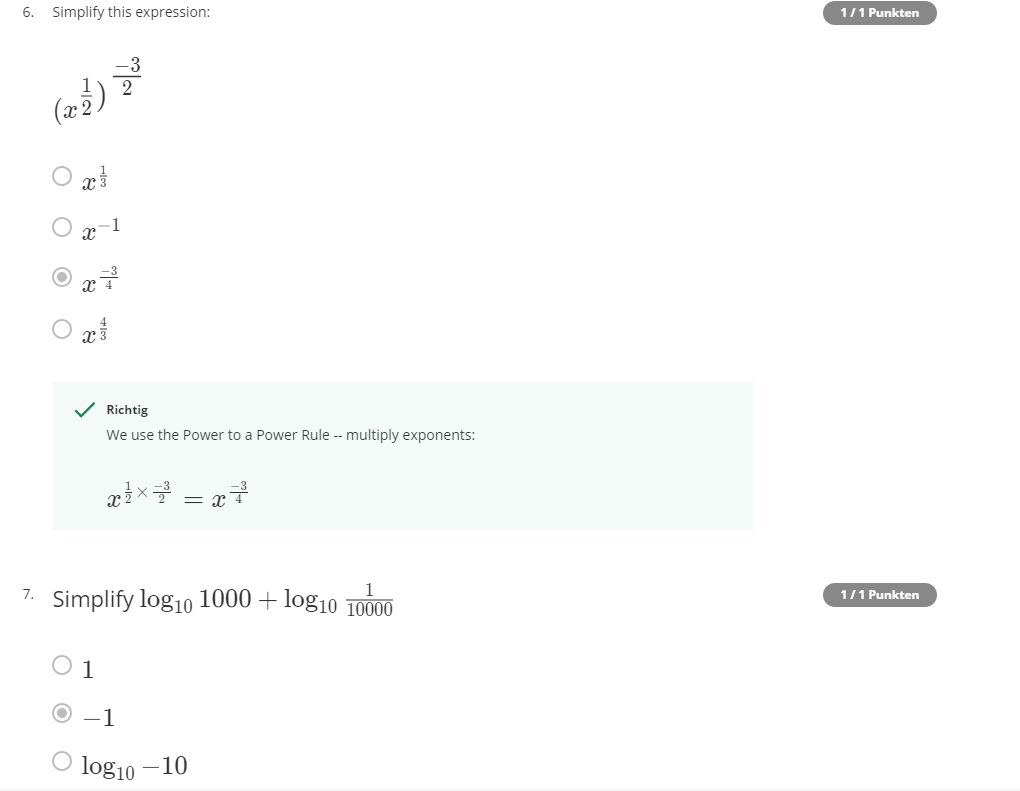 6. Simplify this expression:
1 / 1 Punkten
(x^{\frac{1}{2}})^{\frac{-3}{2}}
x^{\frac{1}{3}}
x^{-1}
x^{\frac{-3}{4}}
x^{\frac{4}{3}}
Richtig
We use the Power to a Power Rule -- multiply exponents:
x^{\frac{1}{2} \times \frac{-3}{2}} = x^{\frac{-3}{4}}
7. Simplify \log_{10} 1000 + \log_{10} \frac{1}{10000}
1 / 1 Punkten
1
−1
\log_{10} −10